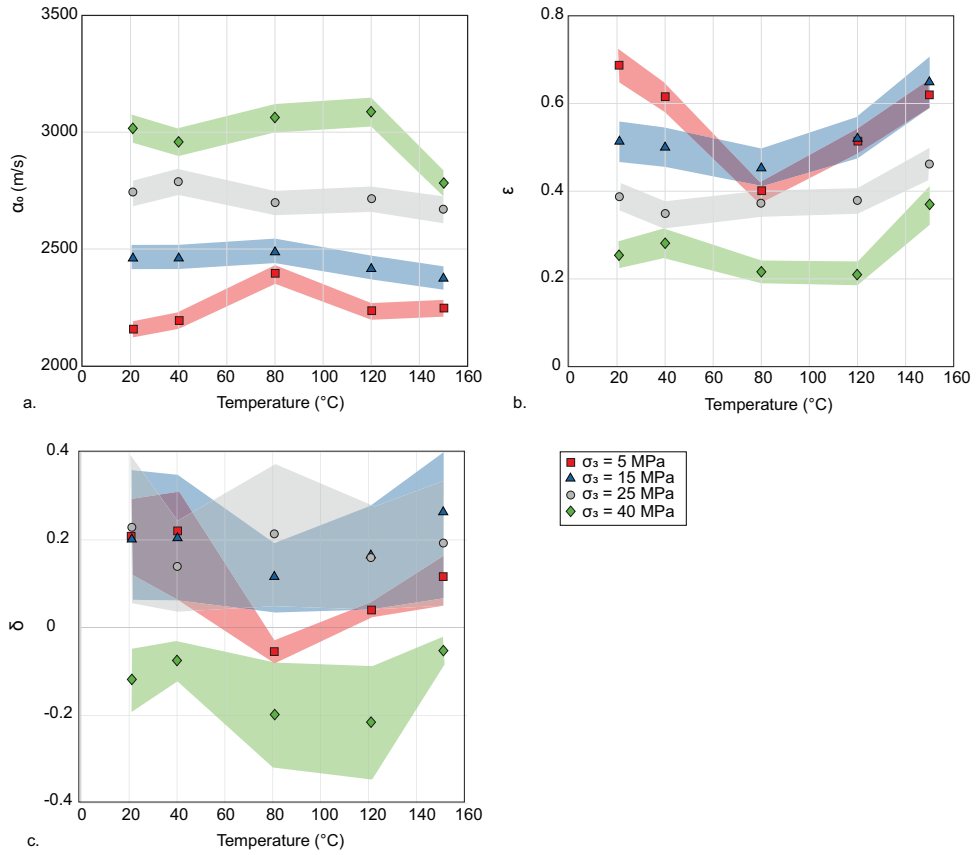 3500
3000
2500
2000
α₀ (m/s)
0 20 40 60 80 100 120 140 160
a. Temperature (°C)
0.8
0.6
0.4
0.2
0
ε
0 20 40 60 80 100 120 140 160
b. Temperature (°C)
0.4
0.2
0
-0.2
-0.4
δ
20 40 60 80 100 120 140 160
c. Temperature (°C)
σ₃ = 5 MPa
σ₃ = 15 MPa
σ₃ = 25 MPa
σ₃ = 40 MPa